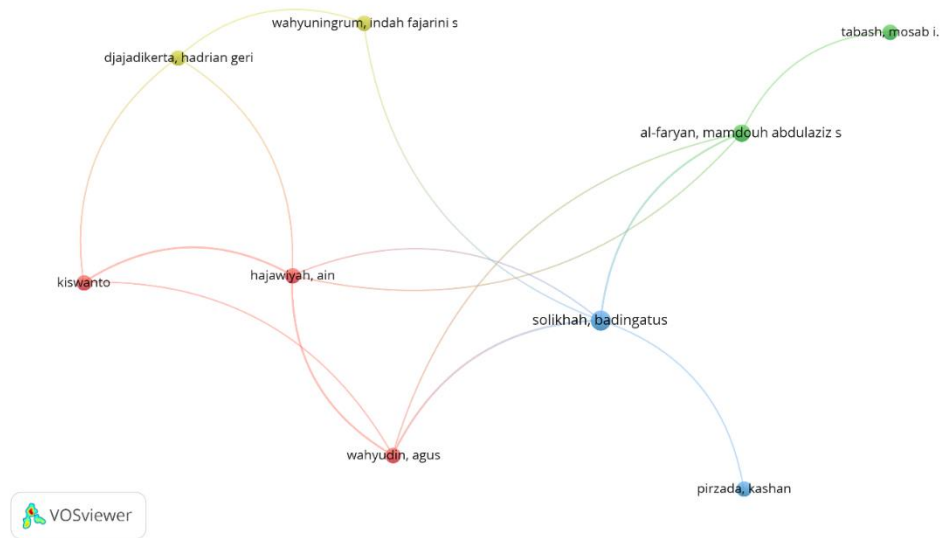 wahyuningrum, indah fajarini s
tabash, mosab i.
djajadikerta, hadrian geri
al-faryan, mamdouh abdulaziz s
hajawiyah, ain
kiswanto
solikhah, badingatus
wahyudin, agus
pirzada, kashan
VOSviewer